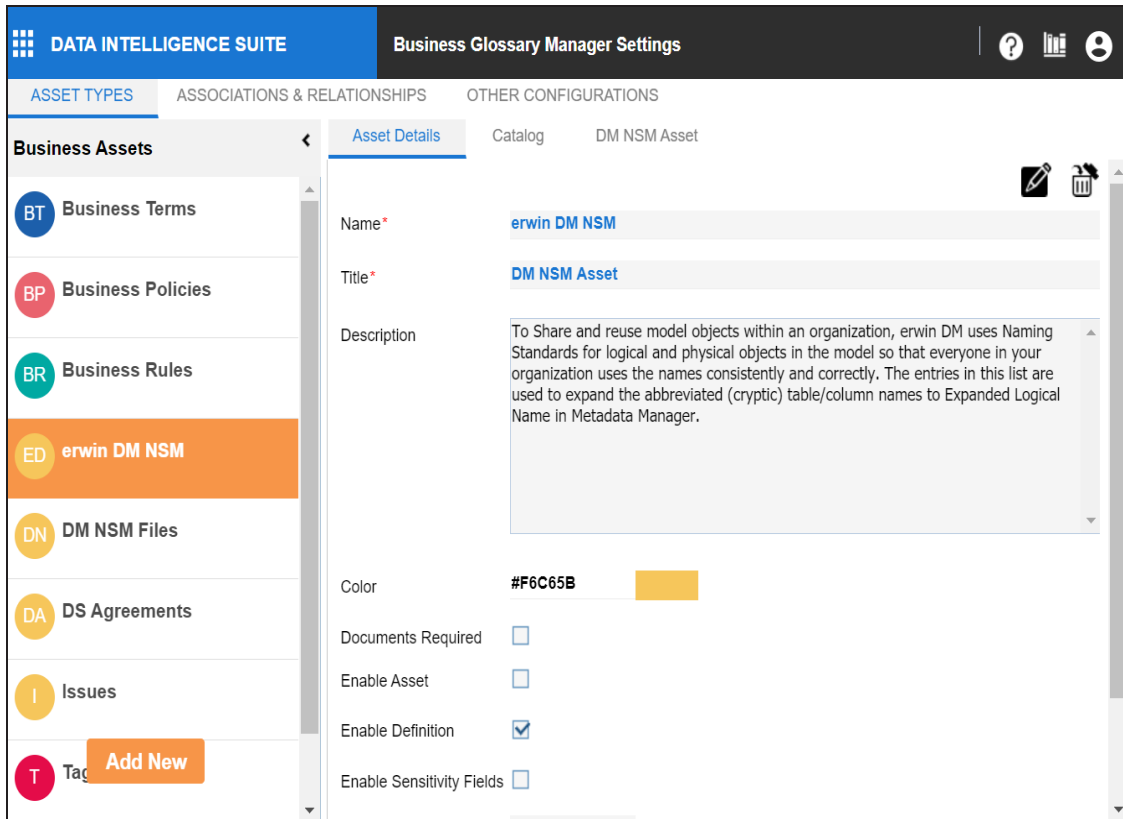 DATA INTELLIGENCE SUITE
Business Glossary Manager Settings
?
ASSET TYPES
ASSOCIATIONS & RELATIONSHIPS
OTHER CONFIGURATIONS
Business Assets
BT Business Terms
BP Business Policies
BR Business Rules
ED erwin DM NSM
DN DM NSM Files
DA DS Agreements
I Issues
T Tag
Add New
Asset Details
Catalog
DM NSM Asset
Name* erwin DM NSM
Title* DM NSM Asset
Description
To Share and reuse model objects within an organization, erwin DM uses Naming
Standards for logical and physical objects in the model so that everyone in your
organization uses the names consistently and correctly. The entries in this list are
used to expand the abbreviated (cryptic) table/column names to Expanded Logical
Name in Metadata Manager.
Color #F6C65B
Documents Required
Enable Asset
Enable Definition
Enable Sensitivity Fields